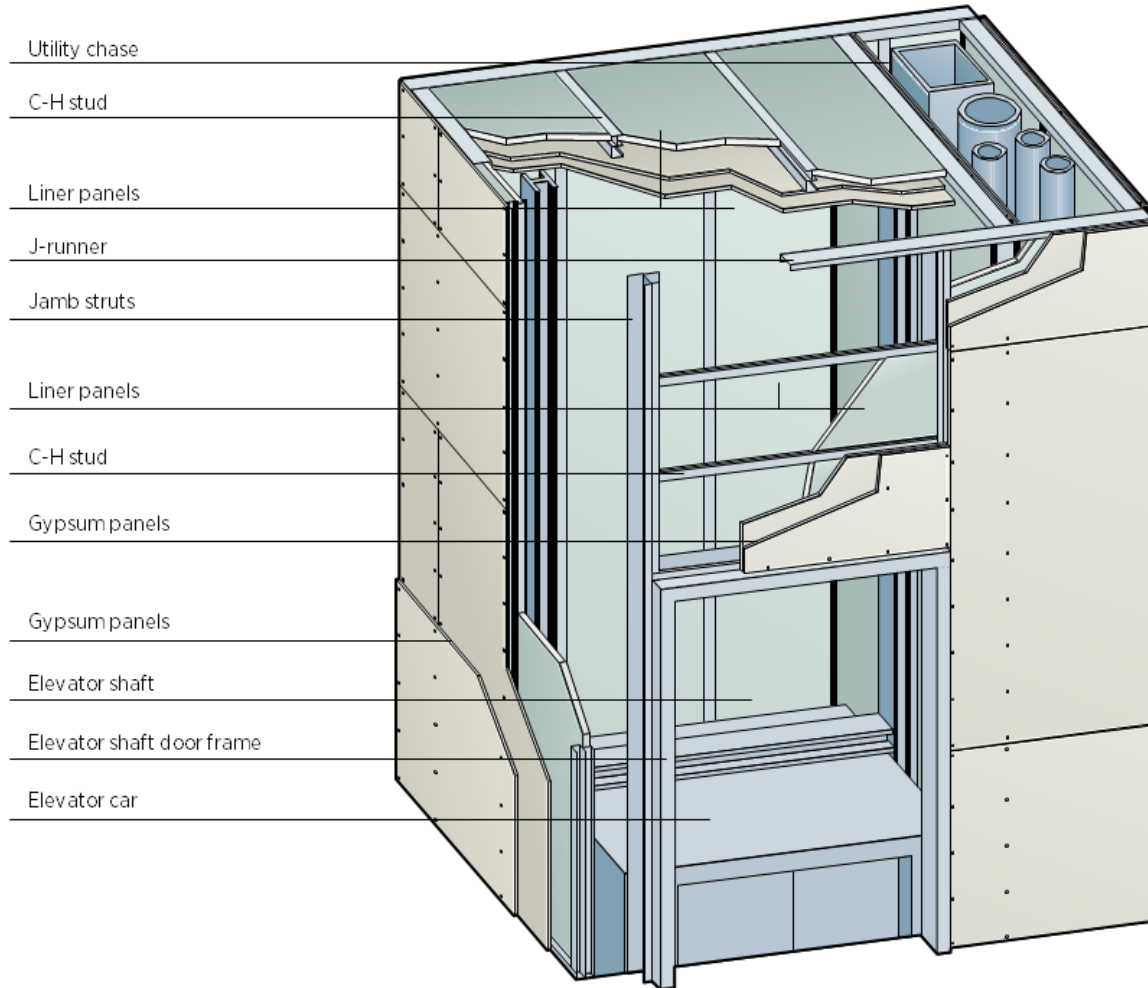 Utility chase
C-H stud
Liner panels
J-runner
Jamb struts
Liner panels
C-H stud
Gypsum panels
Gypsum panels
Elevator shaft
Elevator shaft door frame
Elevator car